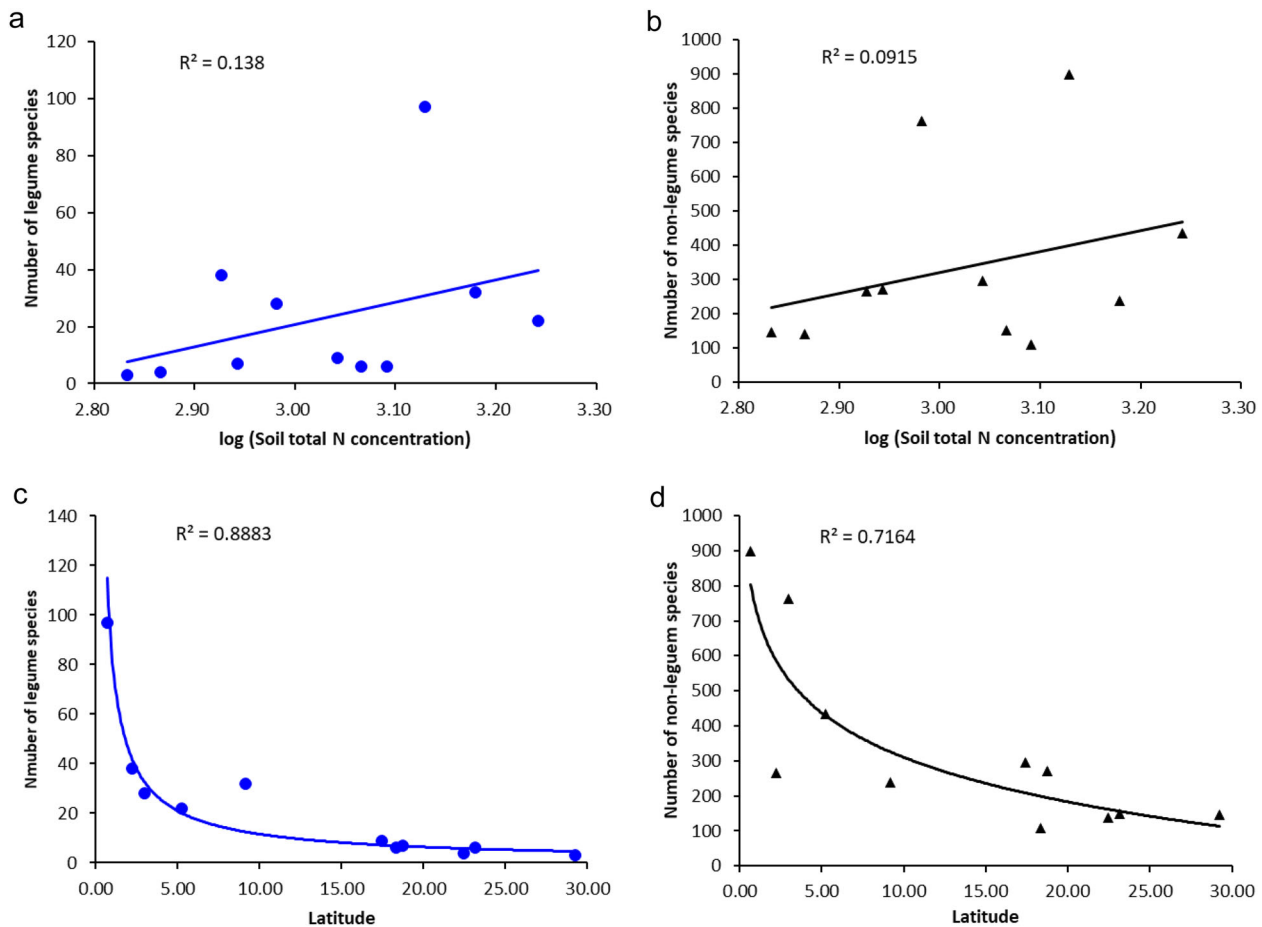 a
R² = 0.138
Nmuber of legume species
120
100
80
60
40
20
0
2.80 2.90 3.00 3.10 3.20 3.30
log (Soil total N concentration)
b
R² = 0.0915
Nmuber of non-legume species
1000
900
800
700
600
500
400
300
200
100
0
2.80 2.90 3.00 3.10 3.20 3.30
log (Soil total N concentration)
c
R² = 0.8883
Nmuber of legume species
140
120
100
80
60
40
20
0
0.00 5.00 10.00 15.00 20.00 25.00 30.00
Latitude
d
R² = 0.7164
Number of non-leguem species
1000
900
800
700
600
500
400
300
200
100
0
0.00 5.00 10.00 15.00 20.00 25.00 30.00
Latitude